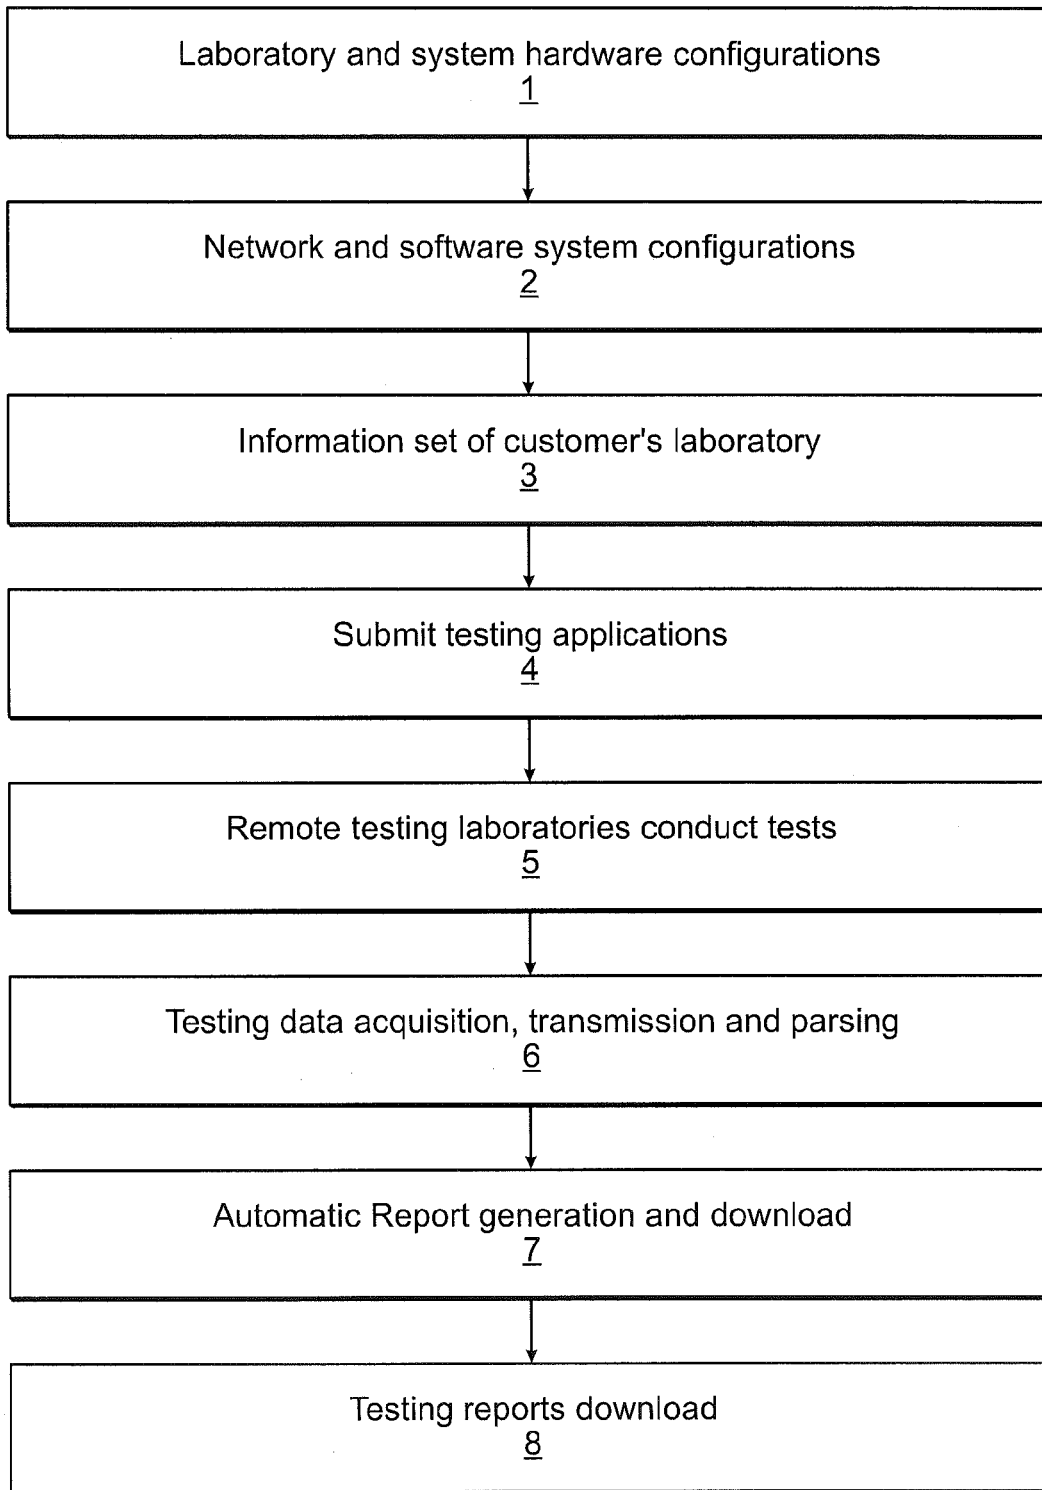 Laboratory and system hardware configurations
1
Network and software system configurations
2
Information set of customer's laboratory
3
Submit testing applications
4
Remote testing laboratories conduct tests
5
Testing data acquisition, transmission and parsing
6
Automatic Report generation and download
7
Testing reports download
8